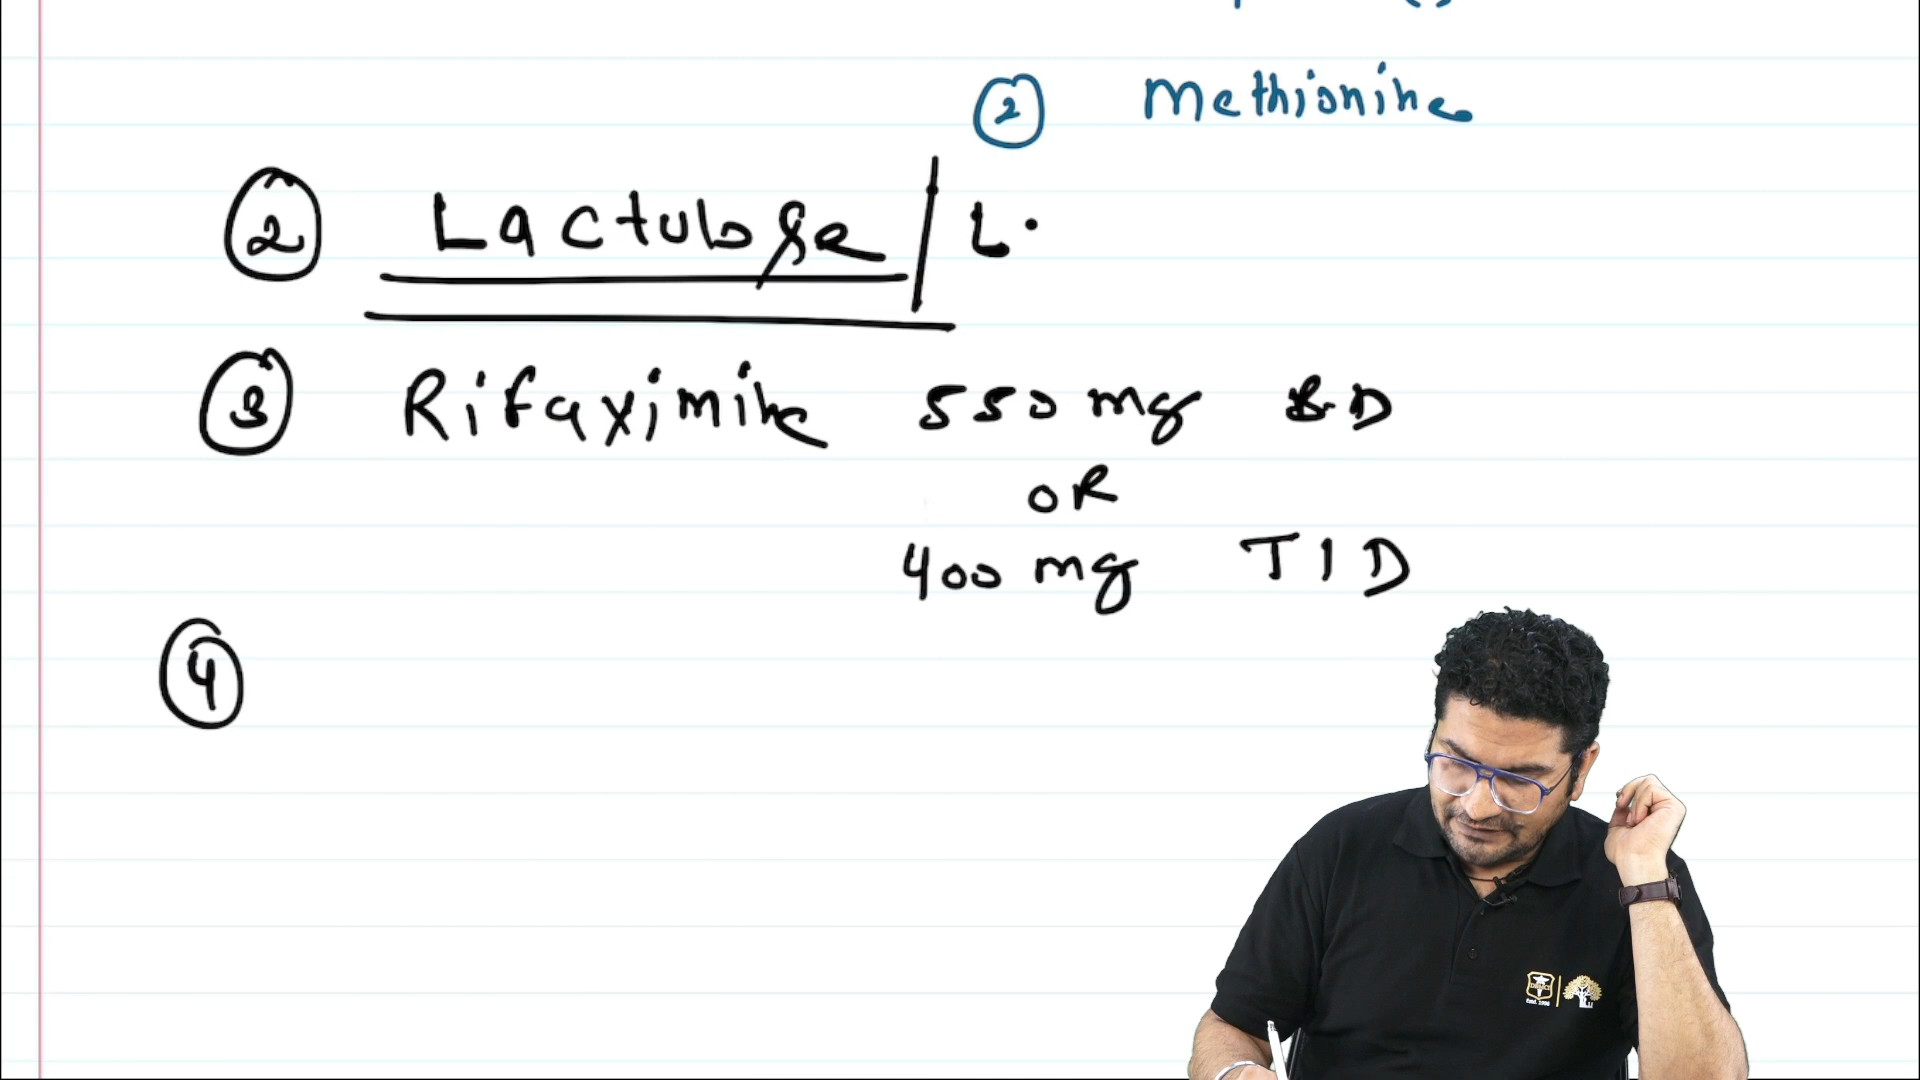 ② Methionine
② Lactulose | L.
③ Rifaximine 550 mg BD
OR
400 mg TID
④